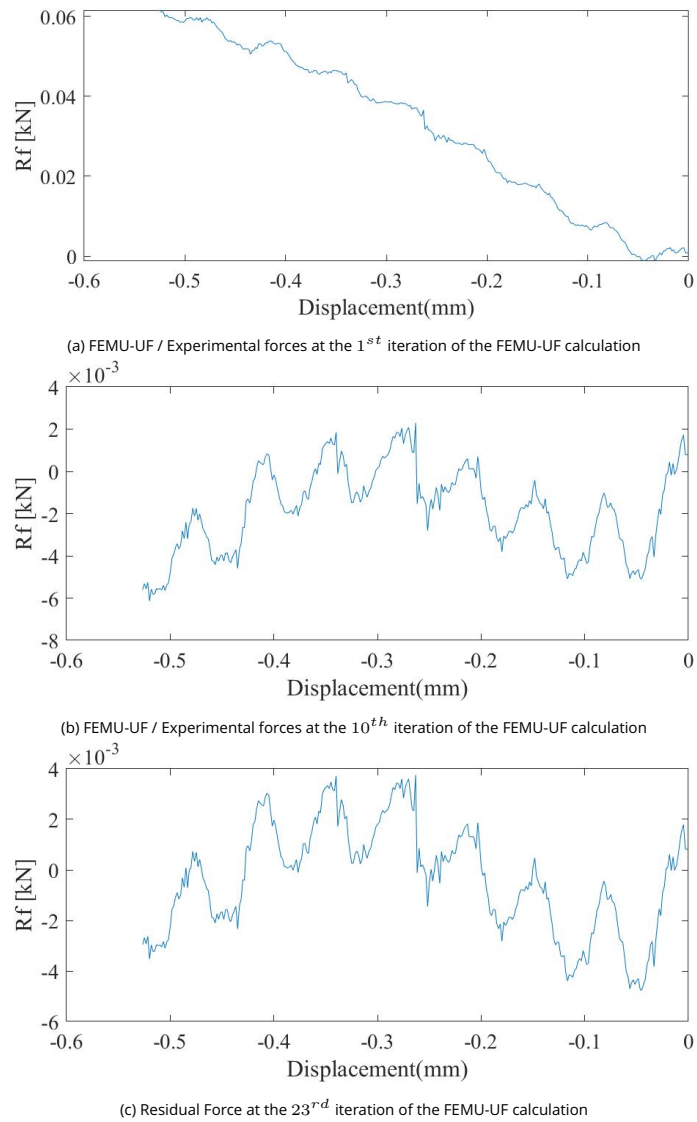 0.06
0.04
0.02
0
Rf [kN]
-0.6 -0.5 -0.4 -0.3 -0.2 -0.1 0
Displacement(mm)
(a) FEMU-UF / Experimental forces at the 1st iteration of the FEMU-UF calculation
×10-3
4
2
0
-2
-4
-6
-8
Rf [kN]
-0.6 -0.5 -0.4 -0.3 -0.2 -0.1 0
Displacement(mm)
(b) FEMU-UF / Experimental forces at the 10th iteration of the FEMU-UF calculation
×10-3
4
2
0
-2
-4
-6
Rf [kN]
-0.6 -0.5 -0.4 -0.3 -0.2 -0.1 0
Displacement(mm)
(c) Residual Force at the 23rd iteration of the FEMU-UF calculation